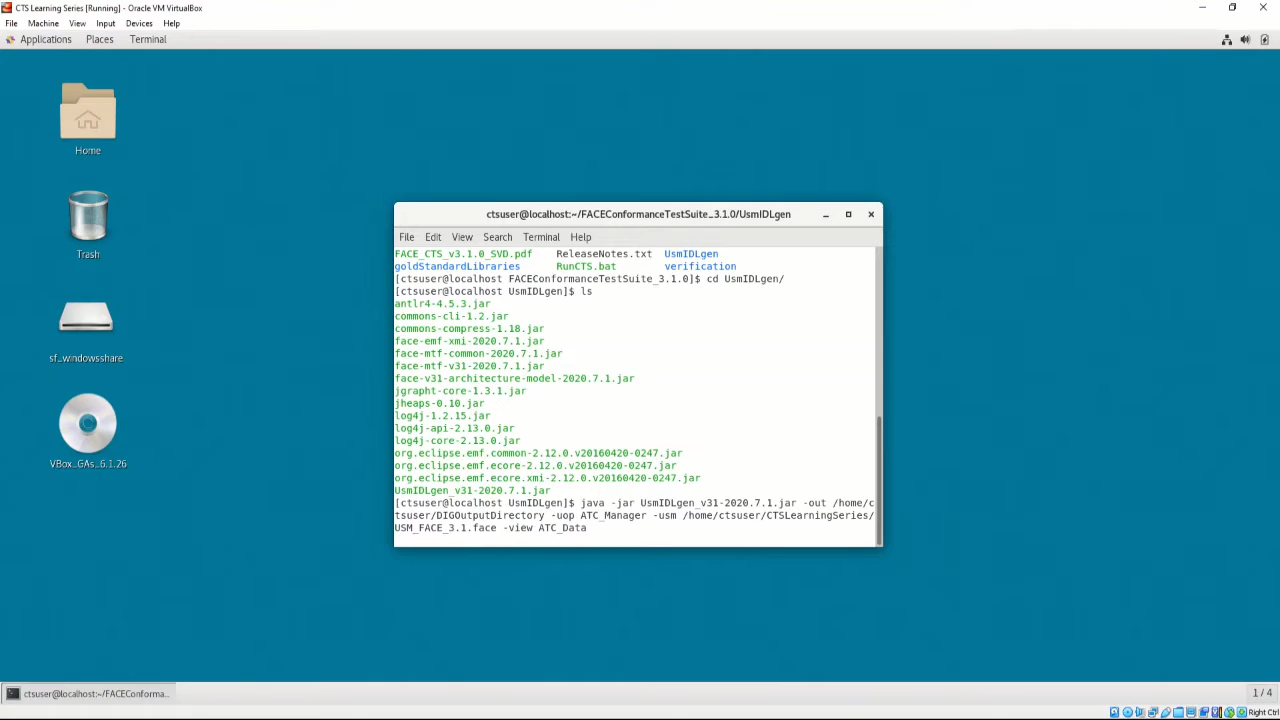 CTS Learning Series [Running] - Oracle VM VirtualBox
File Machine View Input Devices Help
Applications Places Terminal
Home
Trash
sf_windowsshare
VBox_GAs_6.1.26
ctsuser@localhost:~/FACEConformanceTestSuite_3.1.0/UsmIDLgen
File Edit View Search Terminal Help
FACE_CTS_v3.1.0_SVD.pdf ReleaseNotes.txt UsmIDLgen
goldStandardLibraries RunCTS.bat verification
[ctsuser@localhost FACEConformanceTestSuite_3.1.0]$ cd UsmIDLgen/
[ctsuser@localhost UsmIDLgen]$ ls
antlr4-4.5.3.jar
commons-cli-1.2.jar
commons-compress-1.18.jar
face-emf-xmi-2020.7.1.jar
face-mtf-common-2020.7.1.jar
face-mtf-v31-2020.7.1.jar
face-v31-architecture-model-2020.7.1.jar
jgrapht-core-1.3.1.jar
jheaps-0.10.jar
log4j-1.2.15.jar
log4j-api-2.13.0.jar
log4j-core-2.13.0.jar
org.eclipse.emf.common-2.12.0.v20160420-0247.jar
org.eclipse.emf.ecore-2.12.0.v20160420-0247.jar
org.eclipse.emf.ecore.xmi-2.12.0.v20160420-0247.jar
UsmIDLgen_v31-2020.7.1.jar
[ctsuser@localhost UsmIDLgen]$ java -jar UsmIDLgen_v31-2020.7.1.jar -out /home/c
tsuser/DIGOutputDirectory -uop ATC_Manager -usm /home/ctsuser/CTSLearningSeries/
USM_FACE_3.1.face -view ATC_Data
ctsuser@localhost:~/FACEConforma...
1 / 4
Right Ctrl